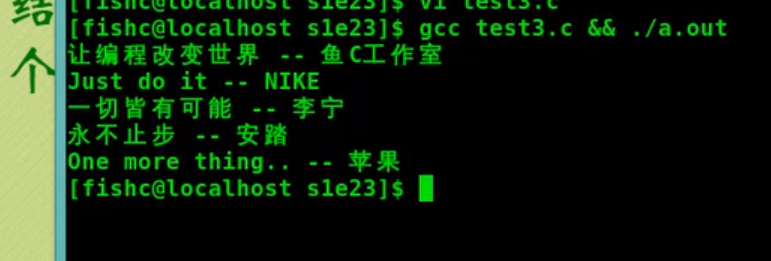 结
个
[fishc@localhost s1e23]$ vi test3.c
[fishc@localhost s1e23]$ gcc test3.c && ./a.out
让编程改变世界 -- 鱼C工作室
Just do it -- NIKE
一切皆有可能 -- 李宁
永不止步 -- 安踏
One more thing.. -- 苹果
[fishc@localhost s1e23]$